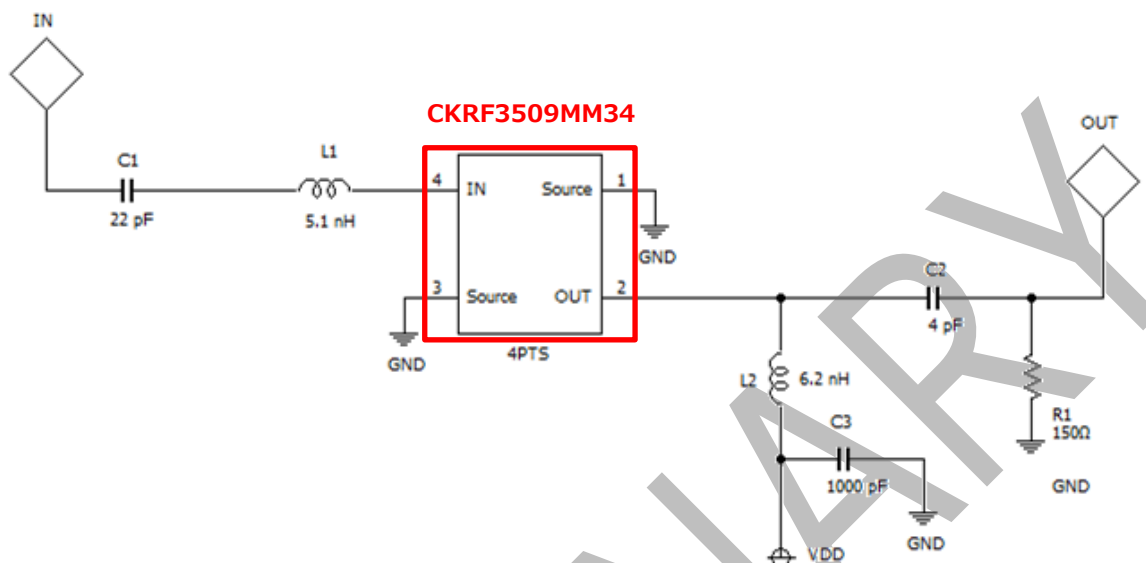 IN
CKRF3509MM34
OUT
C1
22 pF
L1
5.1 nH
4
IN
Source
1
GND
3
Source
OUT
2
GND
4PTS
C2
4 pF
L2
6.2 nH
C3
1000 pF
GND
R1
150Ω
GND
VDD
NARY